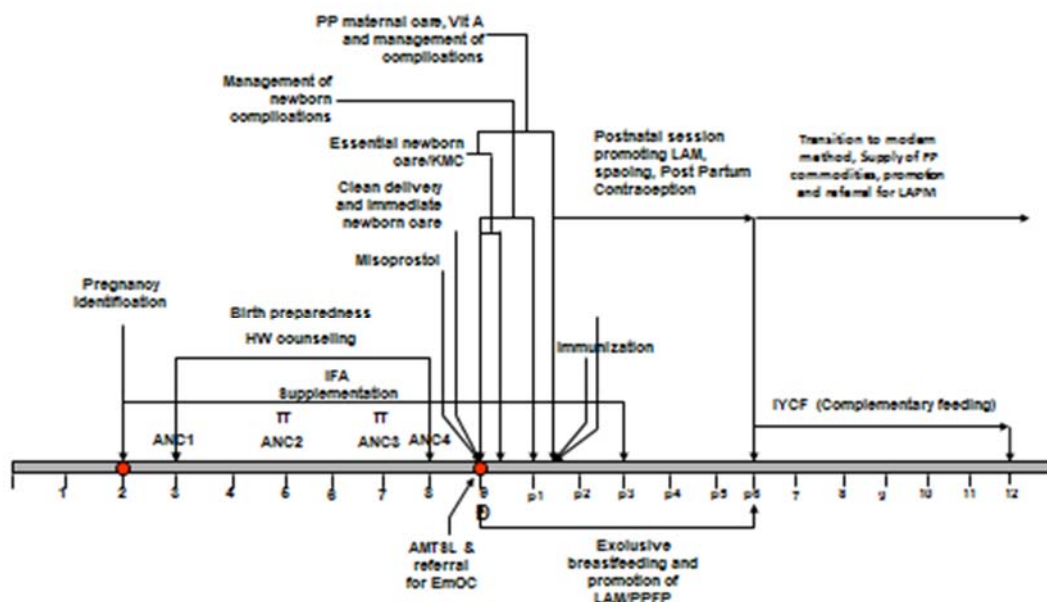 PP maternal care, Vit A
and management of
complications
Management of
newborn
complications
Essential newborn
care/KMC
Clean delivery
and immediate
newborn care
Misoprostol
Postnatal session
promoting LAM,
spacing, Post Partum
Contraception
Transition to modern
method, Supply of PP
commodities, promotion
and referral for LAPM
Pregnancy
Identification
Birth preparedness
HW counseling
IFA
Supplementation
Immunization
IYCF (Complementary feeding)
TT TT
ANC1 ANC2 ANC3 ANC4
1 2 3 4 5 6 7 8 9 p1 p2 p3 p4 p5 p6 7 8 9 10 11 12
D
AMTSL &
referral
for EmOC
Exclusive
breastfeeding and
promotion of
LAM/PPFP